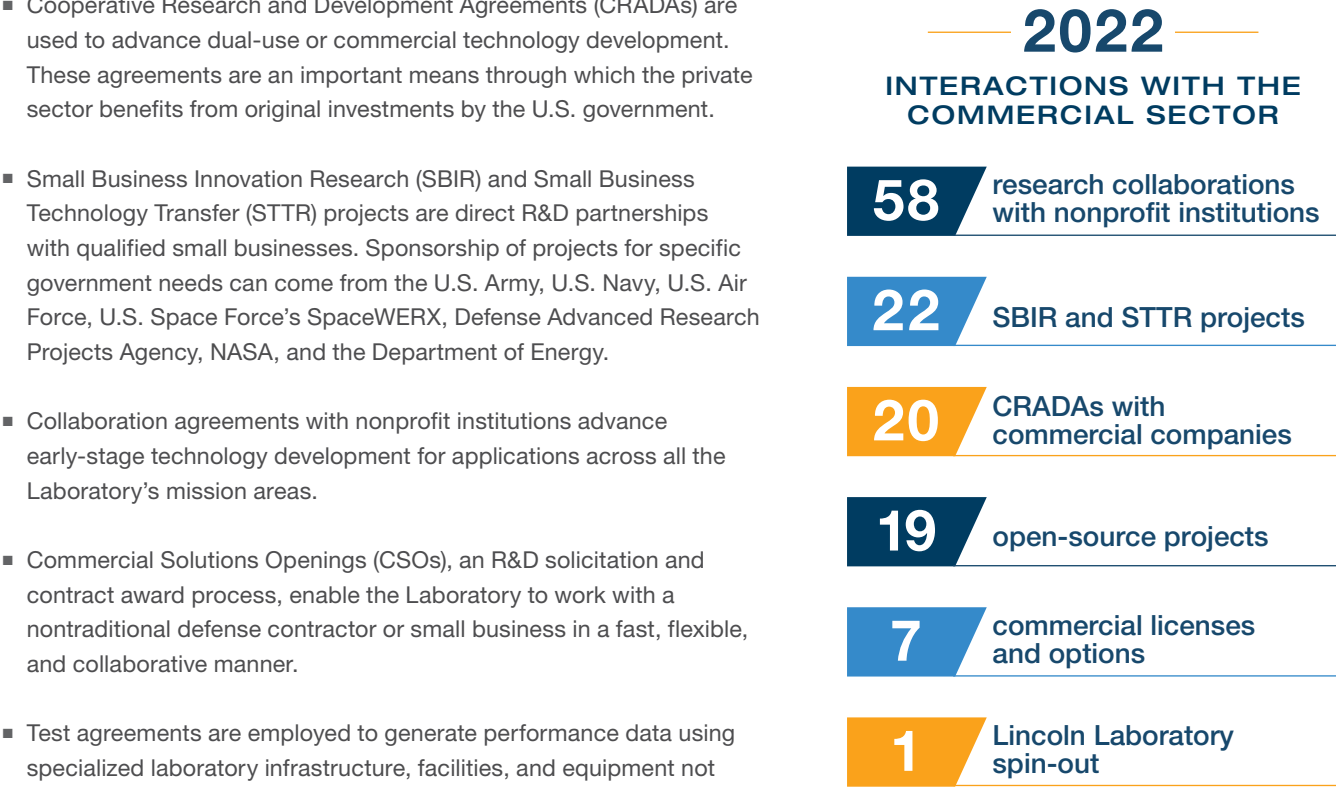 ■ Cooperative Research and Development Agreements (CRADAs) are
used to advance dual-use or commercial technology development.
These agreements are an important means through which the private
sector benefits from original investments by the U.S. government.
■ Small Business Innovation Research (SBIR) and Small Business
Technology Transfer (STTR) projects are direct R&D partnerships
with qualified small businesses. Sponsorship of projects for specific
government needs can come from the U.S. Army, U.S. Navy, U.S. Air
Force, U.S. Space Force’s SpaceWERX, Defense Advanced Research
Projects Agency, NASA, and the Department of Energy.
■ Collaboration agreements with nonprofit institutions advance
early-stage technology development for applications across all the
Laboratory’s mission areas.
■ Commercial Solutions Openings (CSOs), an R&D solicitation and
contract award process, enable the Laboratory to work with a
nontraditional defense contractor or small business in a fast, flexible,
and collaborative manner.
■ Test agreements are employed to generate performance data using
specialized laboratory infrastructure, facilities, and equipment not
2022
INTERACTIONS WITH THE
COMMERCIAL SECTOR
58
research collaborations
with nonprofit institutions
22
SBIR and STTR projects
20
CRADAs with
commercial companies
19
open-source projects
7
commercial licenses
and options
1
Lincoln Laboratory
spin-out